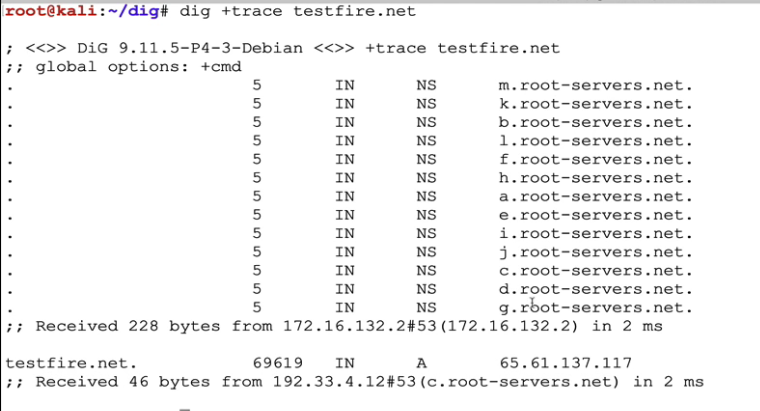 root@kali:~/dig# dig +trace testfire.net
; <<>> DiG 9.11.5-P4-3-Debian <<>> +trace testfire.net
;; global options: +cmd
. 5 IN NS m.root-servers.net.
. 5 IN NS k.root-servers.net.
. 5 IN NS b.root-servers.net.
. 5 IN NS l.root-servers.net.
. 5 IN NS f.root-servers.net.
. 5 IN NS h.root-servers.net.
. 5 IN NS a.root-servers.net.
. 5 IN NS e.root-servers.net.
. 5 IN NS i.root-servers.net.
. 5 IN NS j.root-servers.net.
. 5 IN NS c.root-servers.net.
. 5 IN NS d.root-servers.net.
. 5 IN NS g.root-servers.net.
;; Received 228 bytes from 172.16.132.2#53(172.16.132.2) in 2 ms
testfire.net. 69619 IN A 65.61.137.117
;; Received 46 bytes from 192.33.4.12#53(c.root-servers.net) in 2 ms